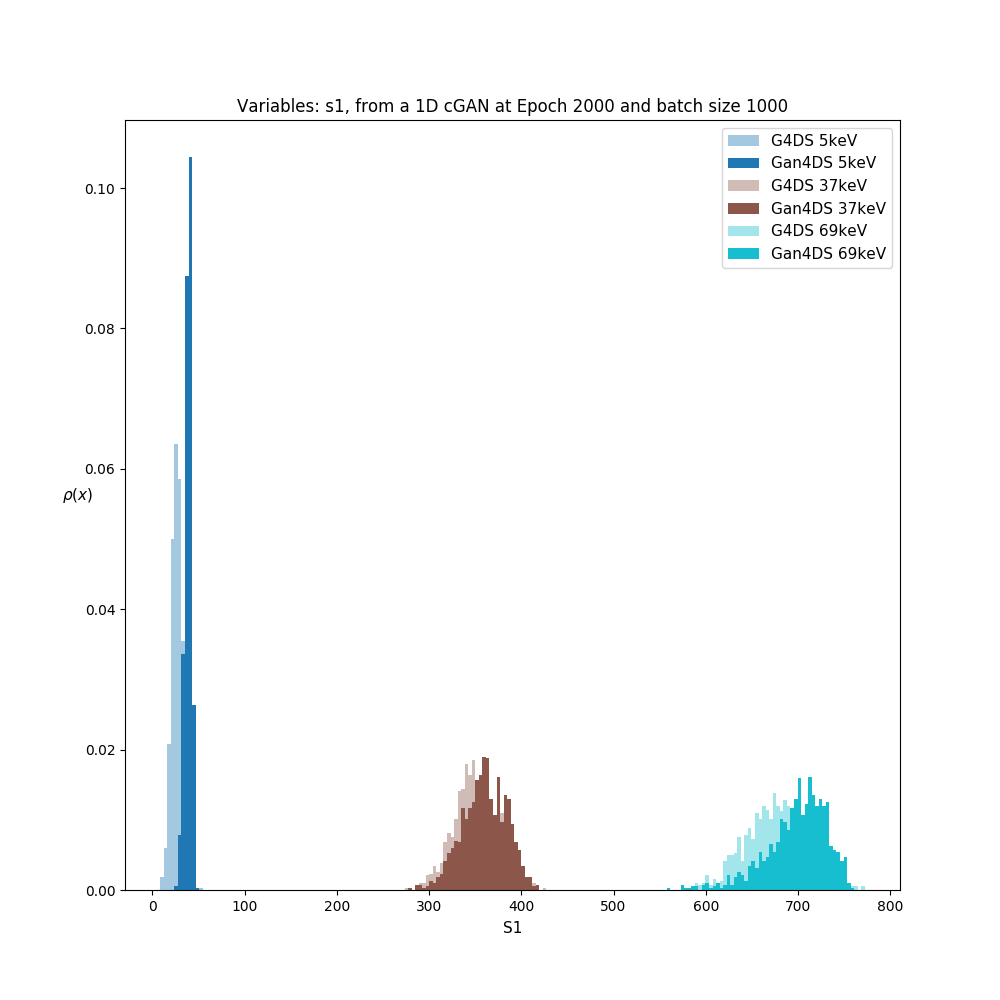 Variables: s1, from a 1D cGAN at Epoch 2000 and batch size 1000
G4DS 5keV
Gan4DS 5keV
G4DS 37keV
Gan4DS 37keV
G4DS 69keV
Gan4DS 69keV
0.10
0.08
0.06
ρ(x)
0.04
0.02
0.00
0 100 200 300 400 500 600 700 800
S1